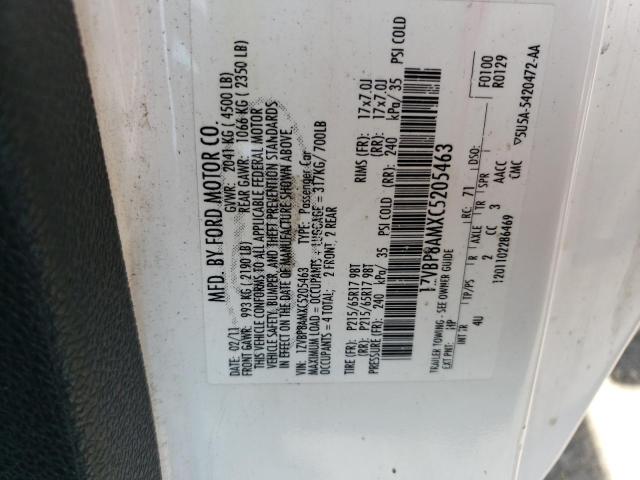 MFD. BY FORD MOTOR CO.
DATE: 02/11 GVWR: 2041 KG ( 4500 LB)
FRONT GAWR: 993 KG ( 2190 LB) REAR GAWR: 1066 KG ( 2350 LB)
THIS VEHICLE CONFORMS TO ALL APPLICABLE FEDERAL MOTOR
VEHICLE SAFETY, BUMPER, AND THEFT PREVENTION STANDARDS
IN EFFECT ON THE DATE OF MANUFACTURE SHOWN ABOVE.
VIN: 1ZVBP8AMXC5205463 TYPE: Passenger Car
MAXIMUM LOAD = OCCUPANTS + LUGGAGE = 317KG/ 700LB
OCCUPANTS = 4 TOTAL; 2 FRONT, 2 REAR
TIRE (FR): P215/65R17 98T RIMS (FR): 17x7.0J
(RR): P215/65R17 98T (RR): 17x7.0J
(FR): 240 kPa/ 35 PSI COLD (RR): 240 kPa/ 35 PSI COLD
1ZVBP8AMXC5205463
TRAILER TOWING - SEE OWNER GUIDE
EXT PNT: HP RC: 71 DSO: F0100
R0129
INT TR TP/PS R AXLE TR SPR
4U 2 CC 3 AACC
1201102286469 CMC ▽5U5A-5420472-AA